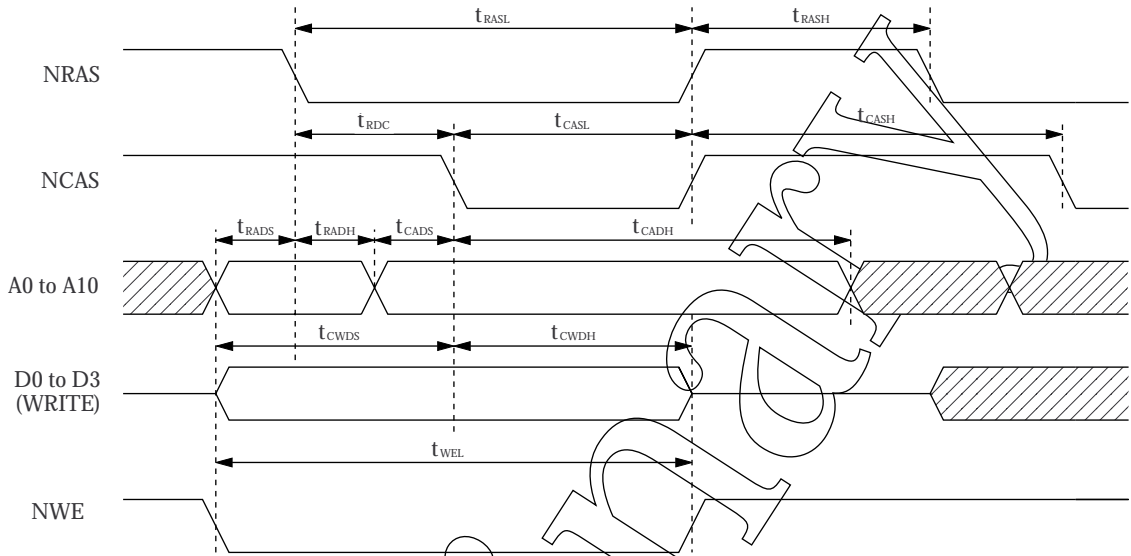 tRASL tRASH
NRAS
tRDC tCASL tCASH
NCAS
tRADS tRADH tCADS tCADH
A0 to A10
tCWDS tCWDH
D0 to D3
(WRITE)
tWEL
NWE